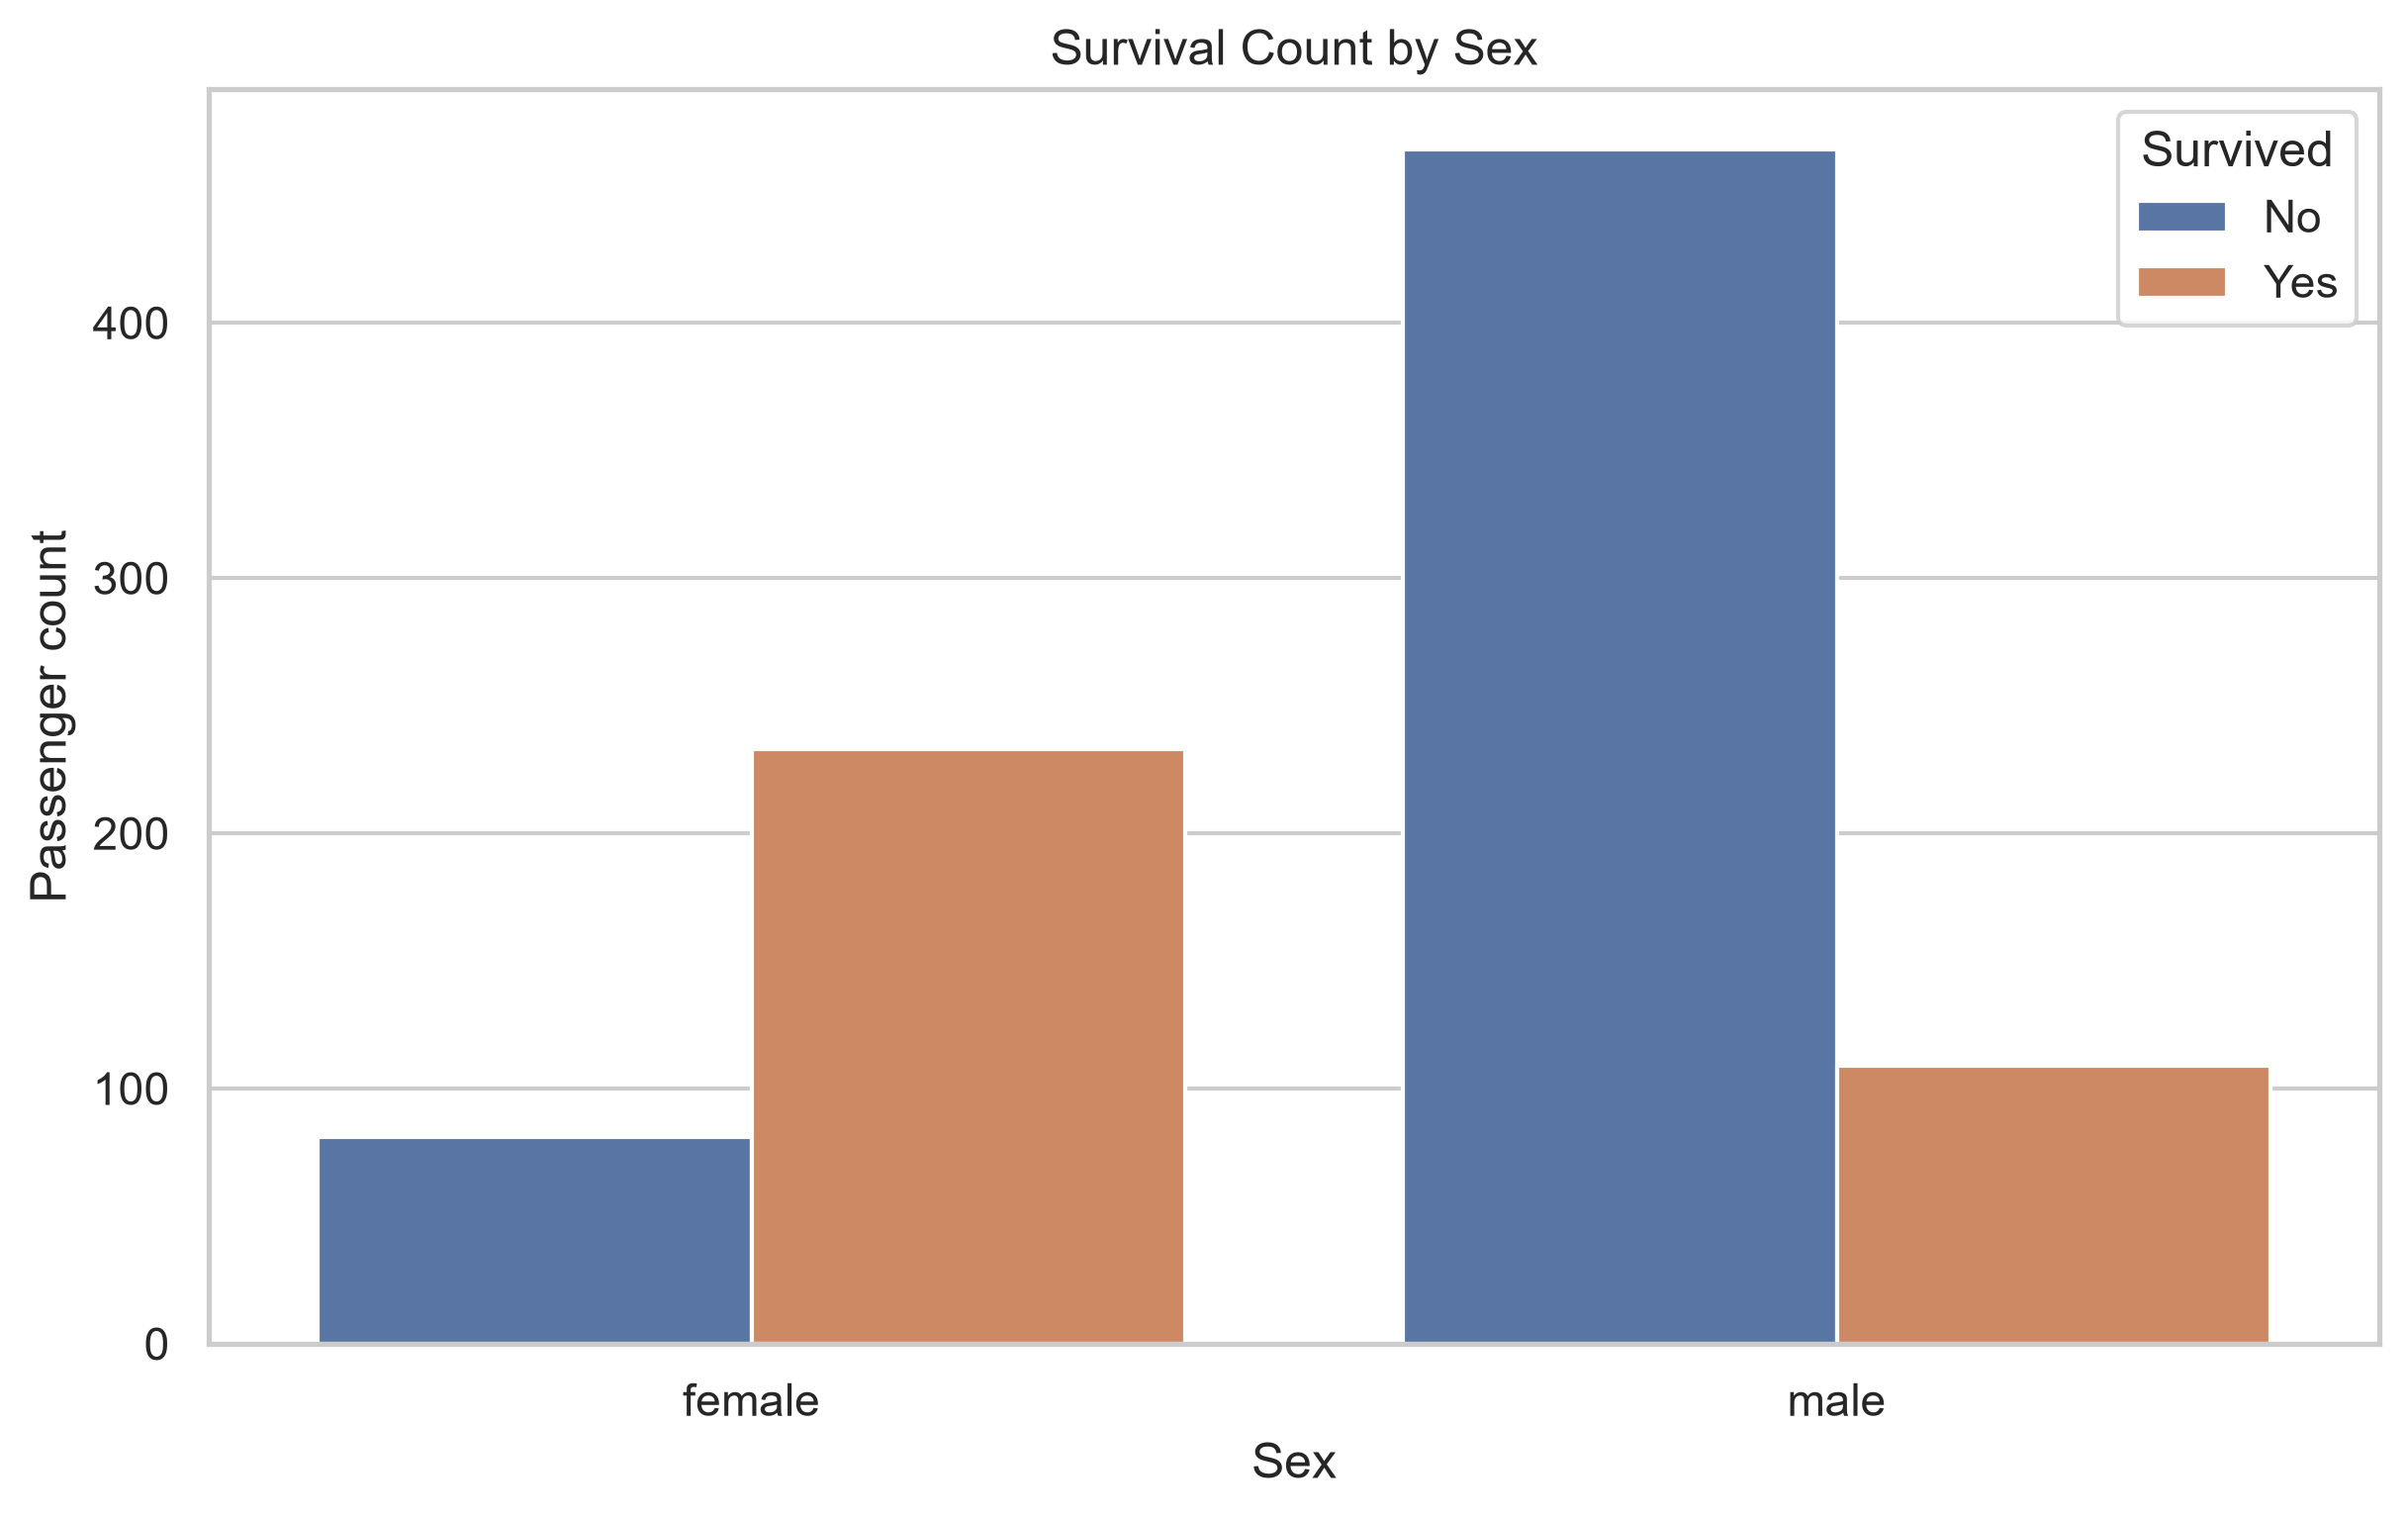 Survival Count by Sex
Survived
No
Yes
400
300
200
100
0
Passenger count
female
male
Sex